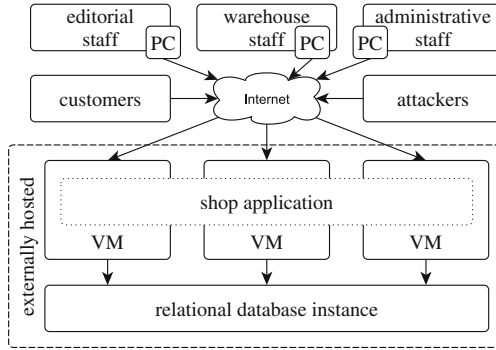 editorial
staff
PC
warehouse
staff
PC
administrative
staff
PC
customers
Internet
attackers
externally hosted
shop application
VM
VM
VM
relational database instance